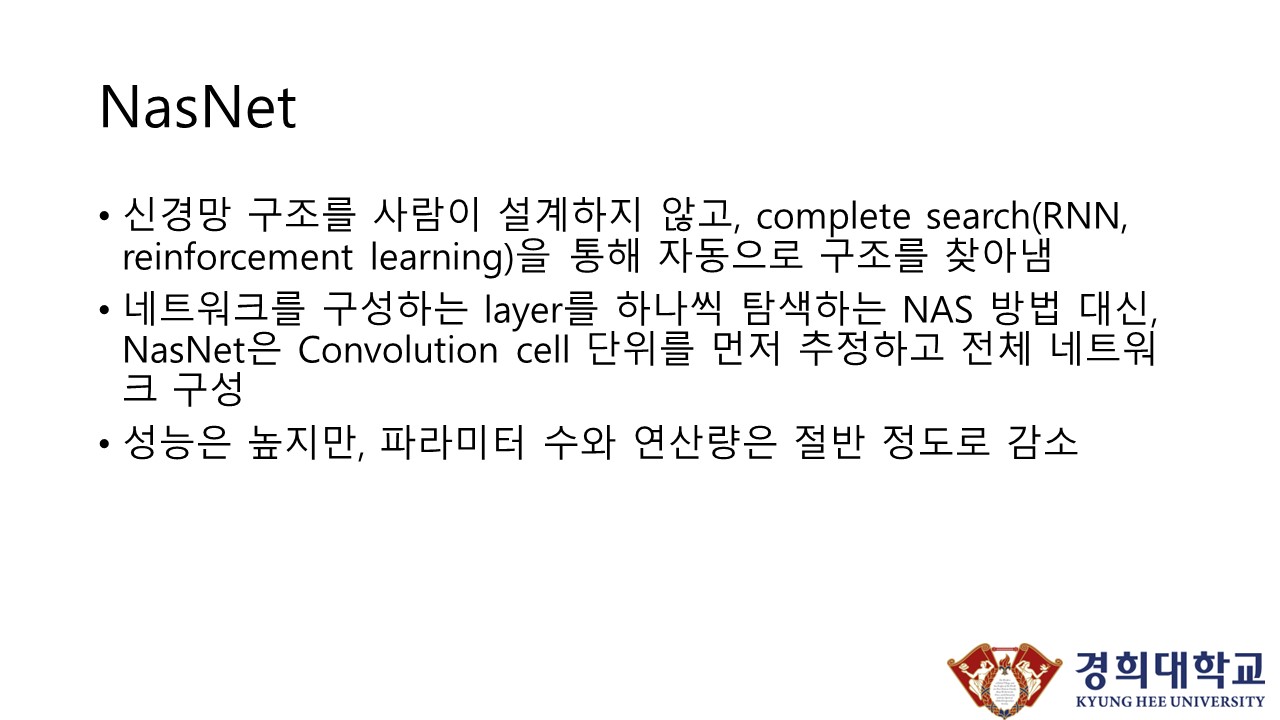 NasNet
• 신경망 구조를 사람이 설계하지 않고, complete search(RNN,
reinforcement learning)을 통해 자동으로 구조를 찾아냄
• 네트워크를 구성하는 layer를 하나씩 탐색하는 NAS 방법 대신,
NasNet은 Convolution cell 단위를 먼저 추정하고 전체 네트워
크 구성
• 성능은 높지만, 파라미터 수와 연산량은 절반 정도로 감소
경희대학교
KYUNG HEE UNIVERSITY